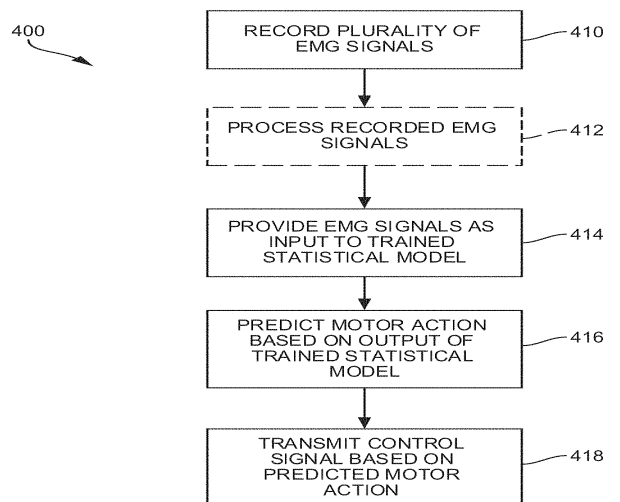 400
RECORD PLURALITY OF
EMG SIGNALS
410
PROCESS RECORDED EMG
SIGNALS
412
PROVIDE EMG SIGNALS AS
INPUT TO TRAINED
STATISTICAL MODEL
414
PREDICT MOTOR ACTION
BASED ON OUTPUT OF
TRAINED STATISTICAL
MODEL
416
TRANSMIT CONTROL
SIGNAL BASED ON
PREDICTED MOTOR
ACTION
418